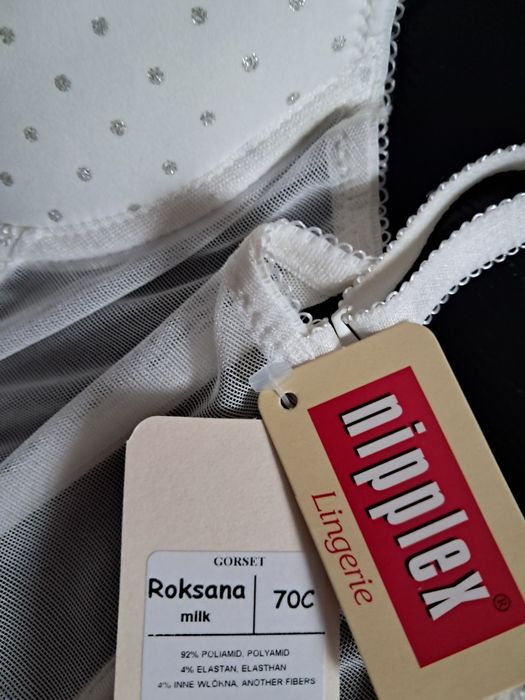 nipplex®
Lingerie
GORSET
Roksana
milk
70C
92% POLIAMID, POLYAMID
4% ELASTAN, ELASTHAN
4% INNE WŁÓKNA, ANOTHER FIBERS